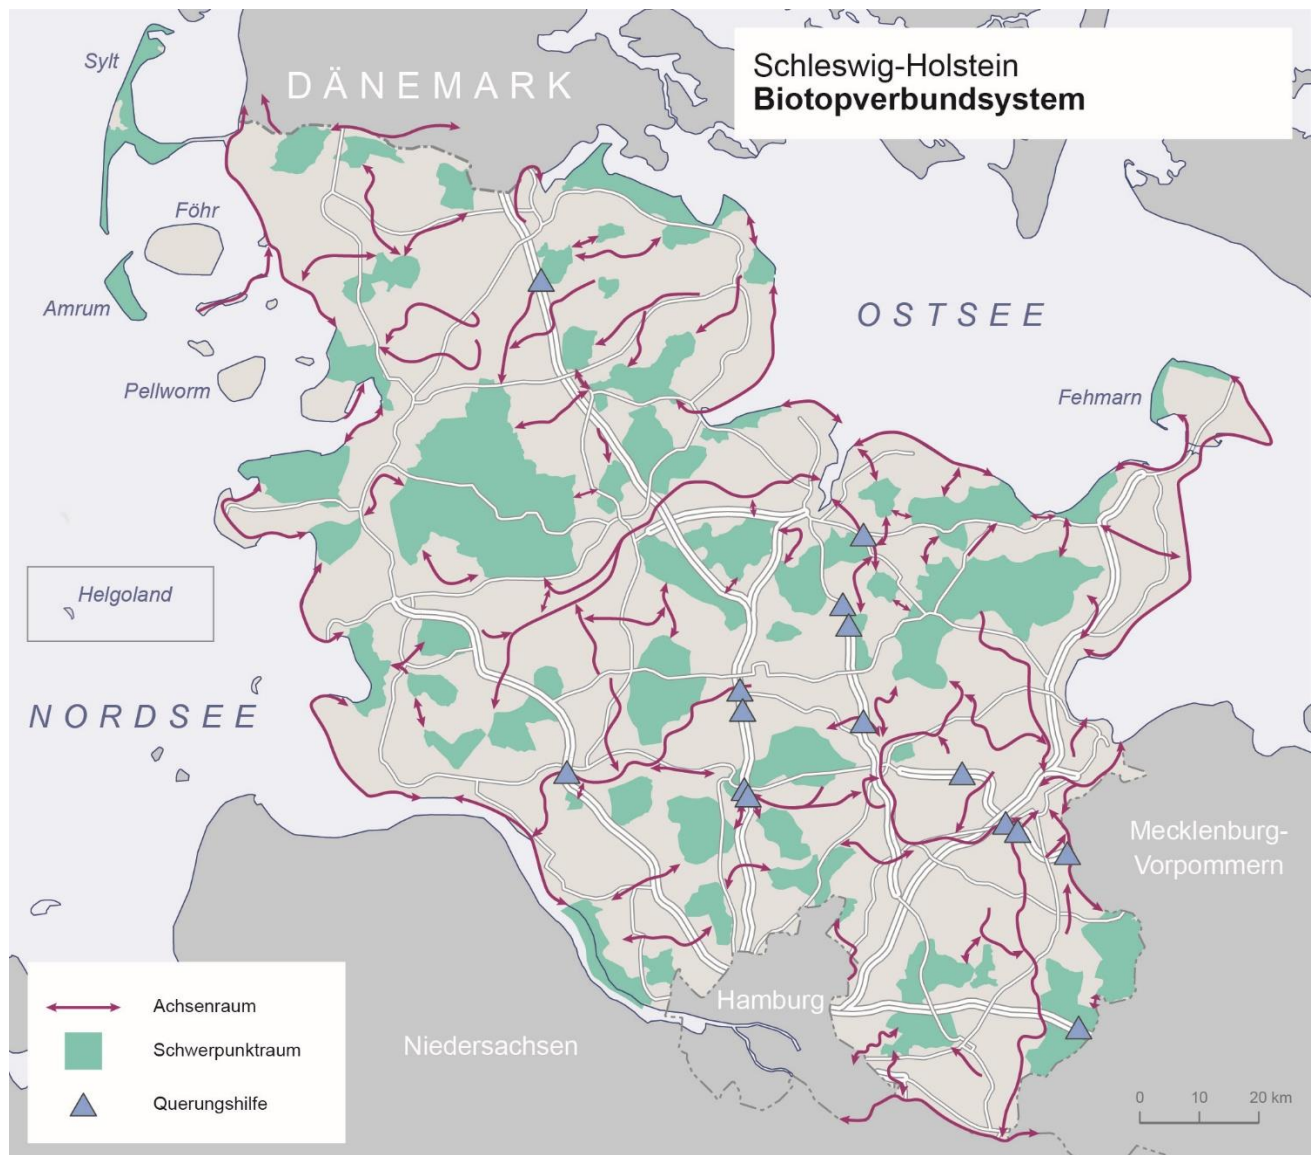 Schleswig-Holstein
Biotopverbundsystem
Sylt
DÄNEMARK
Föhr
Amrum
OSTSEE
Pellworm
Fehmarn
Helgoland
NORDSEE
Mecklenburg-
Vorpommern
Hamburg
Niedersachsen
Achsenraum
Schwerpunktraum
Querungshilfe
0 10 20 km